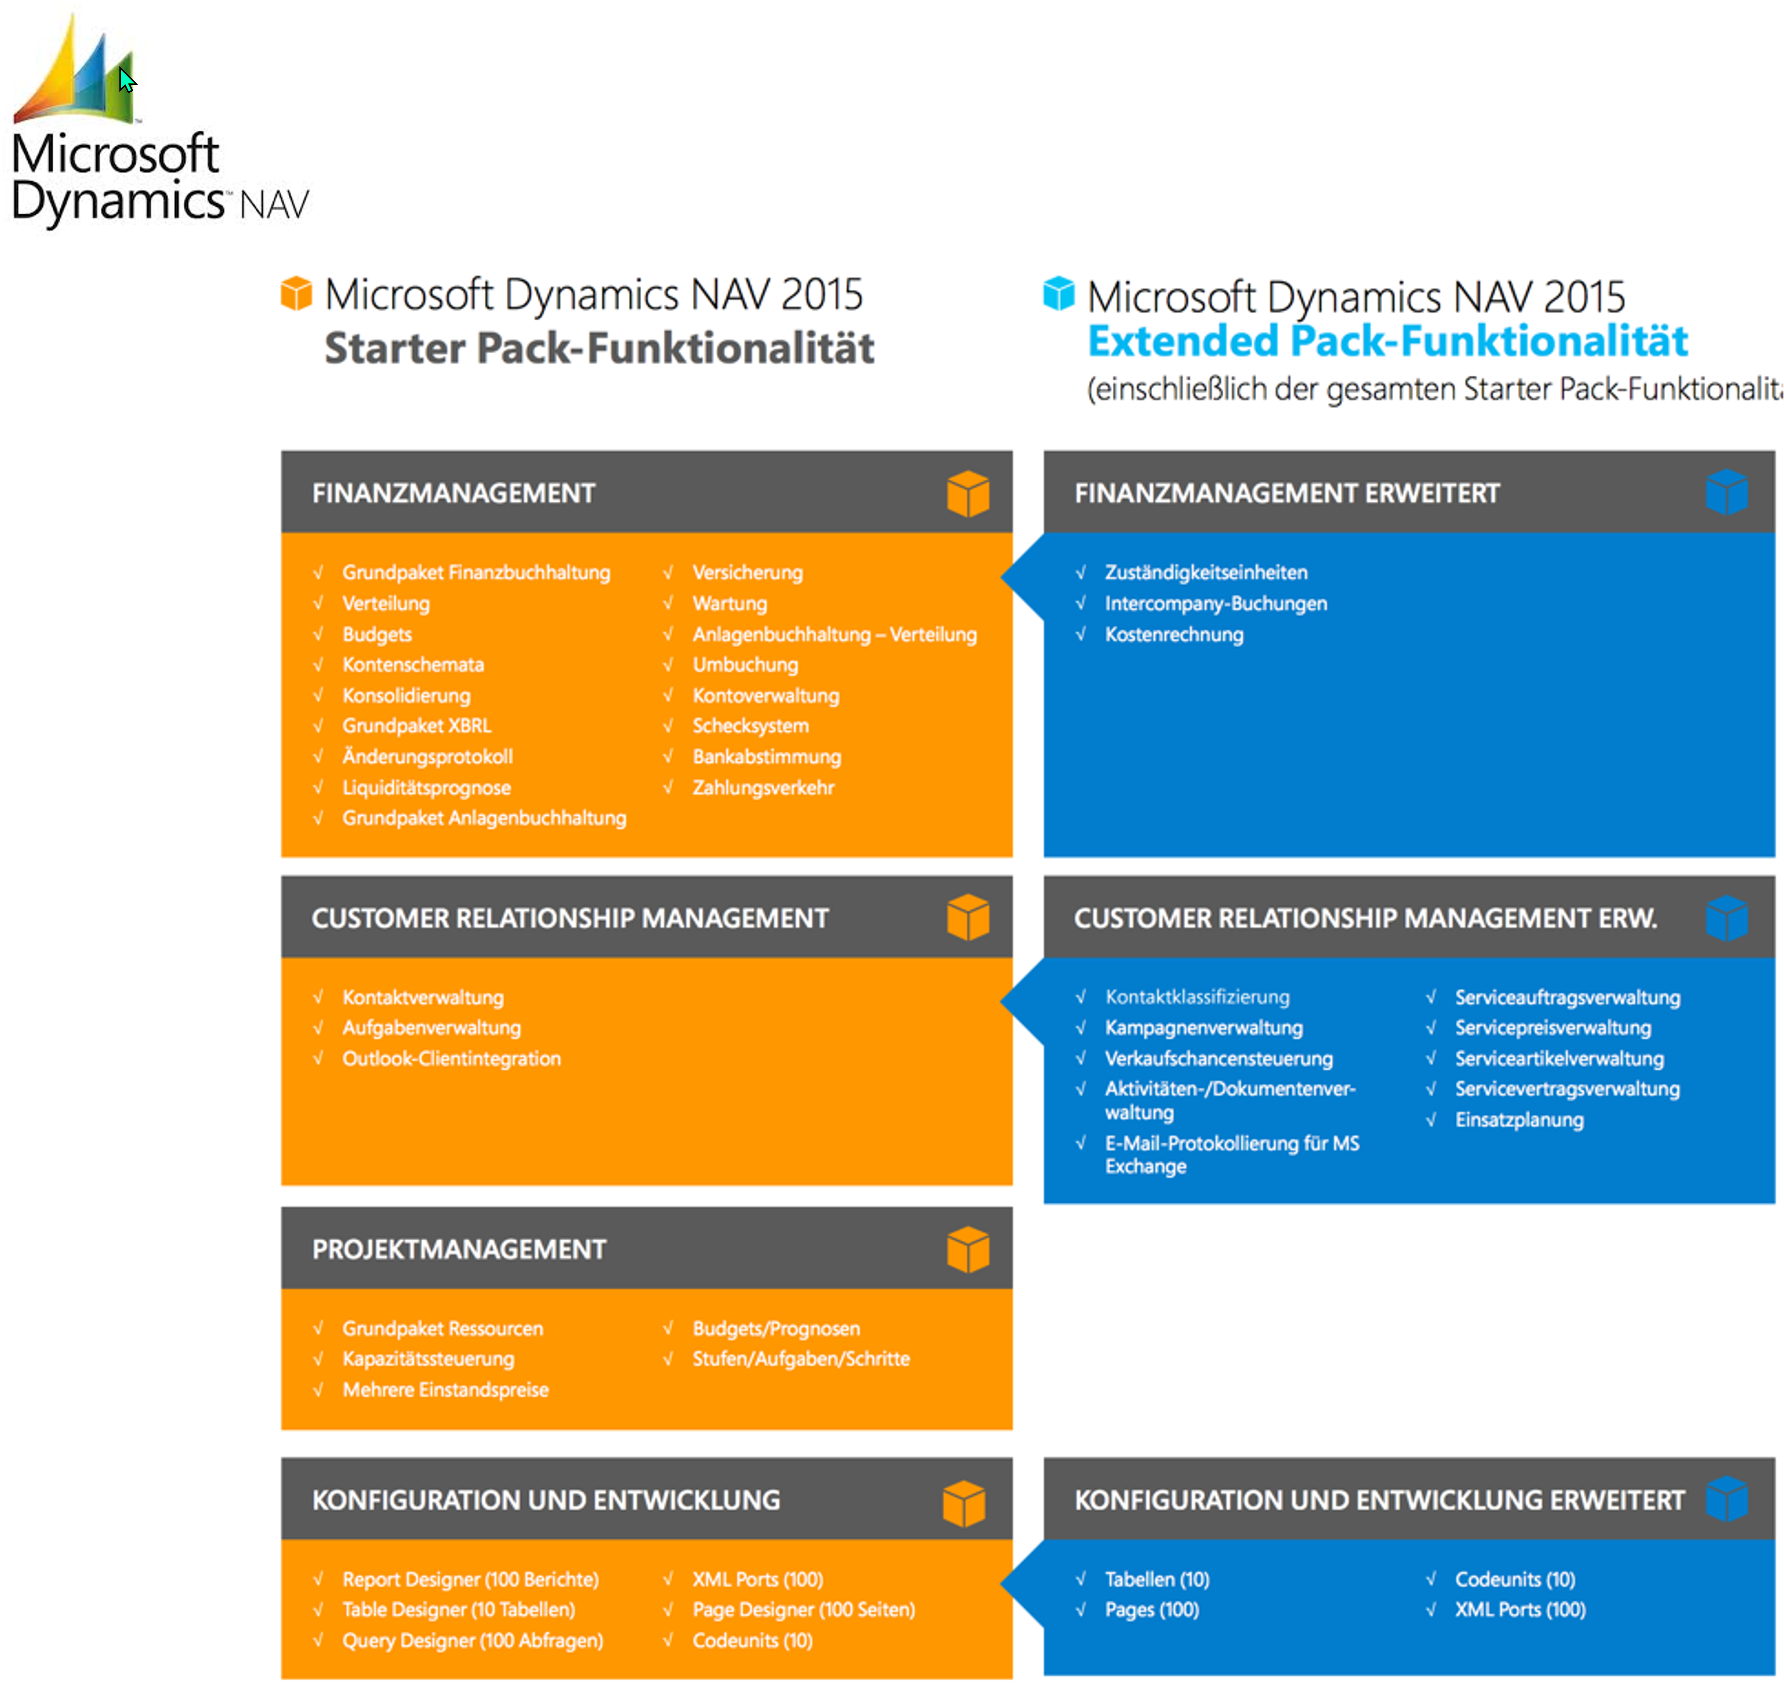 Microsoft
Dynamics™ NAV
Microsoft Dynamics NAV 2015
Starter Pack-Funktionalität
Microsoft Dynamics NAV 2015
Extended Pack-Funktionalität
(einschließlich der gesamten Starter Pack-Funktionalit
FINANZMANAGEMENT
√ Grundpaket Finanzbuchhaltung
√ Verteilung
√ Budgets
√ Kontenschemata
√ Konsolidierung
√ Grundpaket XBRL
√ Änderungsprotokoll
√ Liquiditätsprognose
√ Grundpaket Anlagenbuchhaltung
√ Versicherung
√ Wartung
√ Anlagenbuchhaltung – Verteilung
√ Umbuchung
√ Kontoverwaltung
√ Schecksystem
√ Bankabstimmung
√ Zahlungsverkehr
FINANZMANAGEMENT ERWEITERT
√ Zuständigkeitseinheiten
√ Intercompany-Buchungen
√ Kostenrechnung
CUSTOMER RELATIONSHIP MANAGEMENT
√ Kontaktverwaltung
√ Aufgabenverwaltung
√ Outlook-Clientintegration
CUSTOMER RELATIONSHIP MANAGEMENT ERW.
√ Kontaktklassifizierung
√ Kampagnenverwaltung
√ Verkaufschancensteuerung
√ Aktivitäten-/Dokumentenver-
waltung
√ E-Mail-Protokollierung für MS
Exchange
√ Serviceauftragsverwaltung
√ Servicepreisverwaltung
√ Serviceartikelverwaltung
√ Servicevertragsverwaltung
√ Einsatzplanung
PROJEKTMANAGEMENT
√ Grundpaket Ressourcen
√ Kapazitätssteuerung
√ Mehrere Einstandspreise
√ Budgets/Prognosen
√ Stufen/Aufgaben/Schritte
KONFIGURATION UND ENTWICKLUNG
√ Report Designer (100 Berichte)
√ Table Designer (10 Tabellen)
√ Query Designer (100 Abfragen)
√ XML Ports (100)
√ Page Designer (100 Seiten)
√ Codeunits (10)
KONFIGURATION UND ENTWICKLUNG ERWEITERT
√ Tabellen (10)
√ Pages (100)
√ Codeunits (10)
√ XML Ports (100)